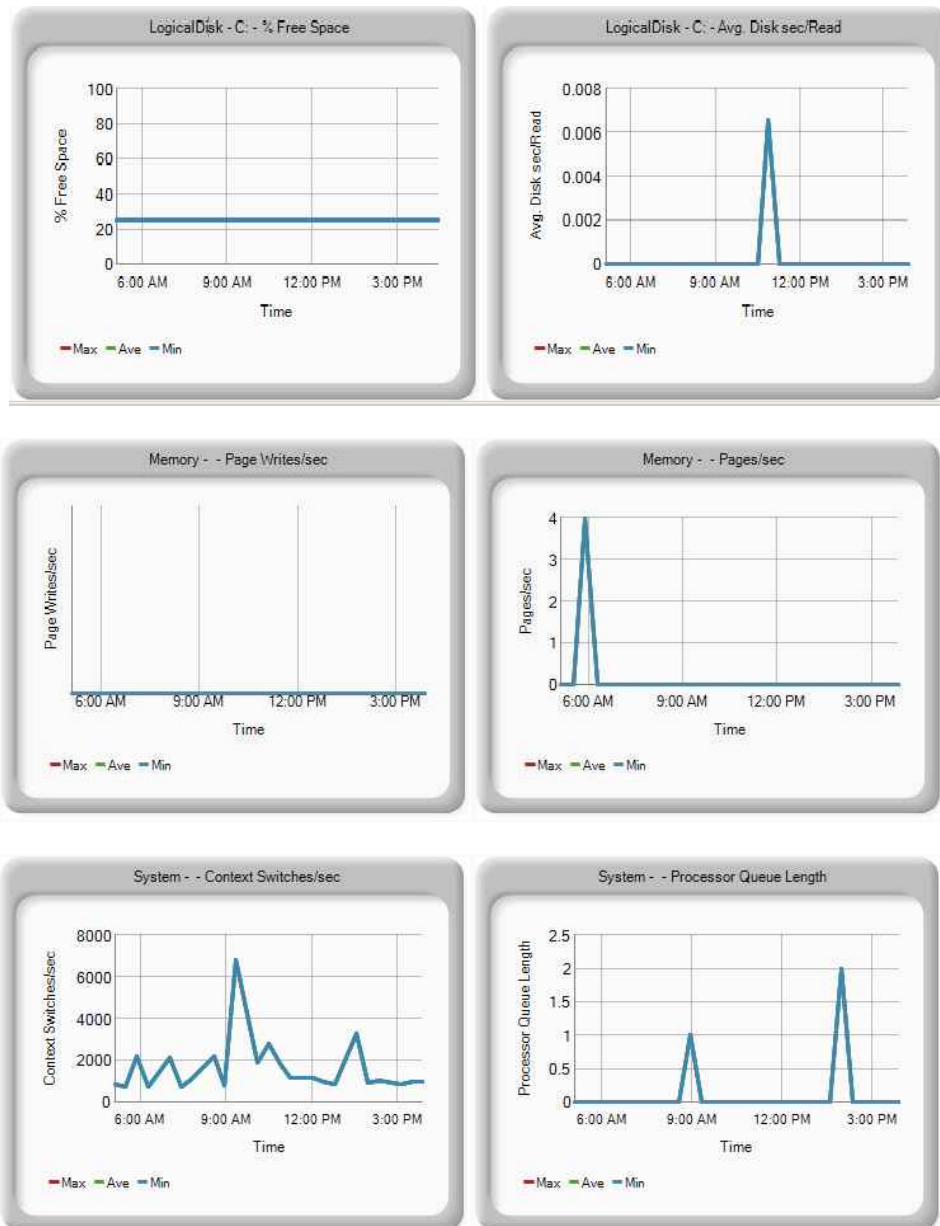 LogicalDisk - C: - % Free Space
% Free Space
100
80
60
40
20
0
6:00 AM 9:00 AM 12:00 PM 3:00 PM
Time
Max Ave Min
LogicalDisk - C: - Avg. Disk sec/Read
Avg. Disk sec/Read
0.008
0.006
0.004
0.002
0
6:00 AM 9:00 AM 12:00 PM 3:00 PM
Time
Max Ave Min
Memory - - Page Writes/sec
Page Writes/sec
6:00 AM 9:00 AM 12:00 PM 3:00 PM
Time
Max Ave Min
Memory - - Pages/sec
Pages/sec
4
3
2
1
0
6:00 AM 9:00 AM 12:00 PM 3:00 PM
Time
Max Ave Min
System - - Context Switches/sec
Context Switches/sec
8000
6000
4000
2000
0
6:00 AM 9:00 AM 12:00 PM 3:00 PM
Time
Max Ave Min
System - - Processor Queue Length
Processor Queue Length
2.5
2
1.5
1
0.5
0
6:00 AM 9:00 AM 12:00 PM 3:00 PM
Time
Max Ave Min